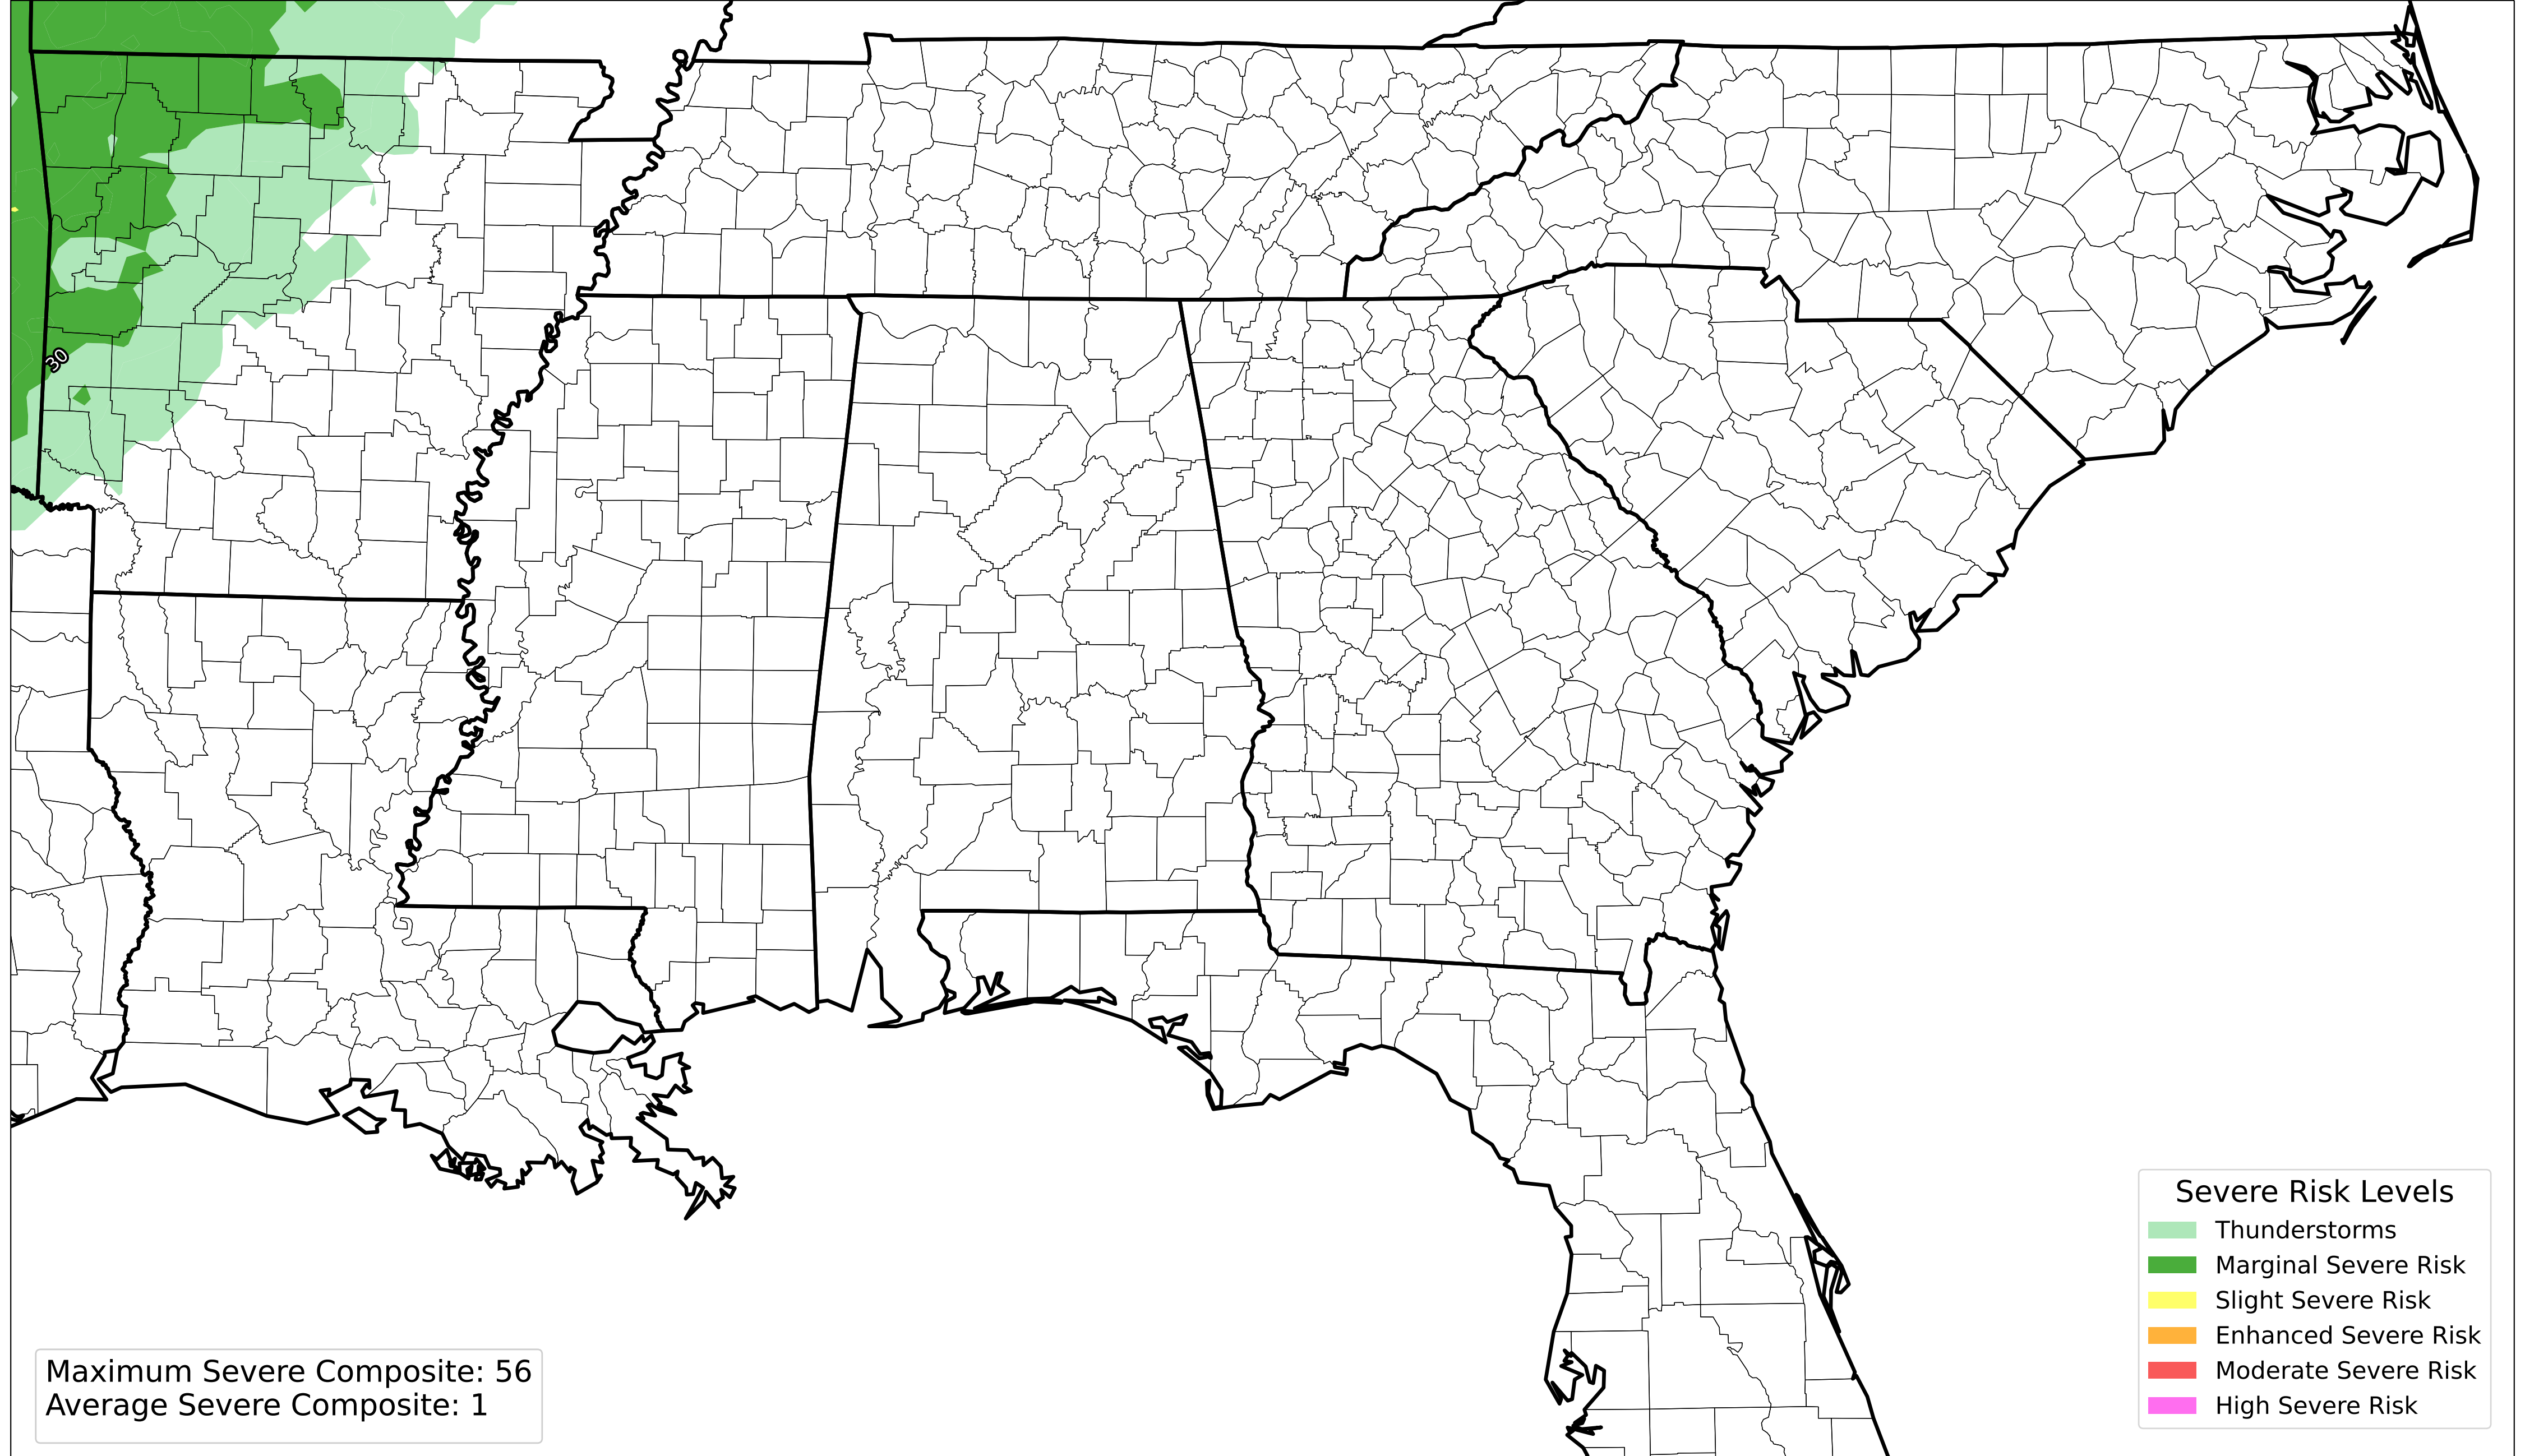 30
Severe Risk Levels
Thunderstorms
Marginal Severe Risk
Slight Severe Risk
Enhanced Severe Risk
Moderate Severe Risk
High Severe Risk
Maximum Severe Composite: 56
Average Severe Composite: 1